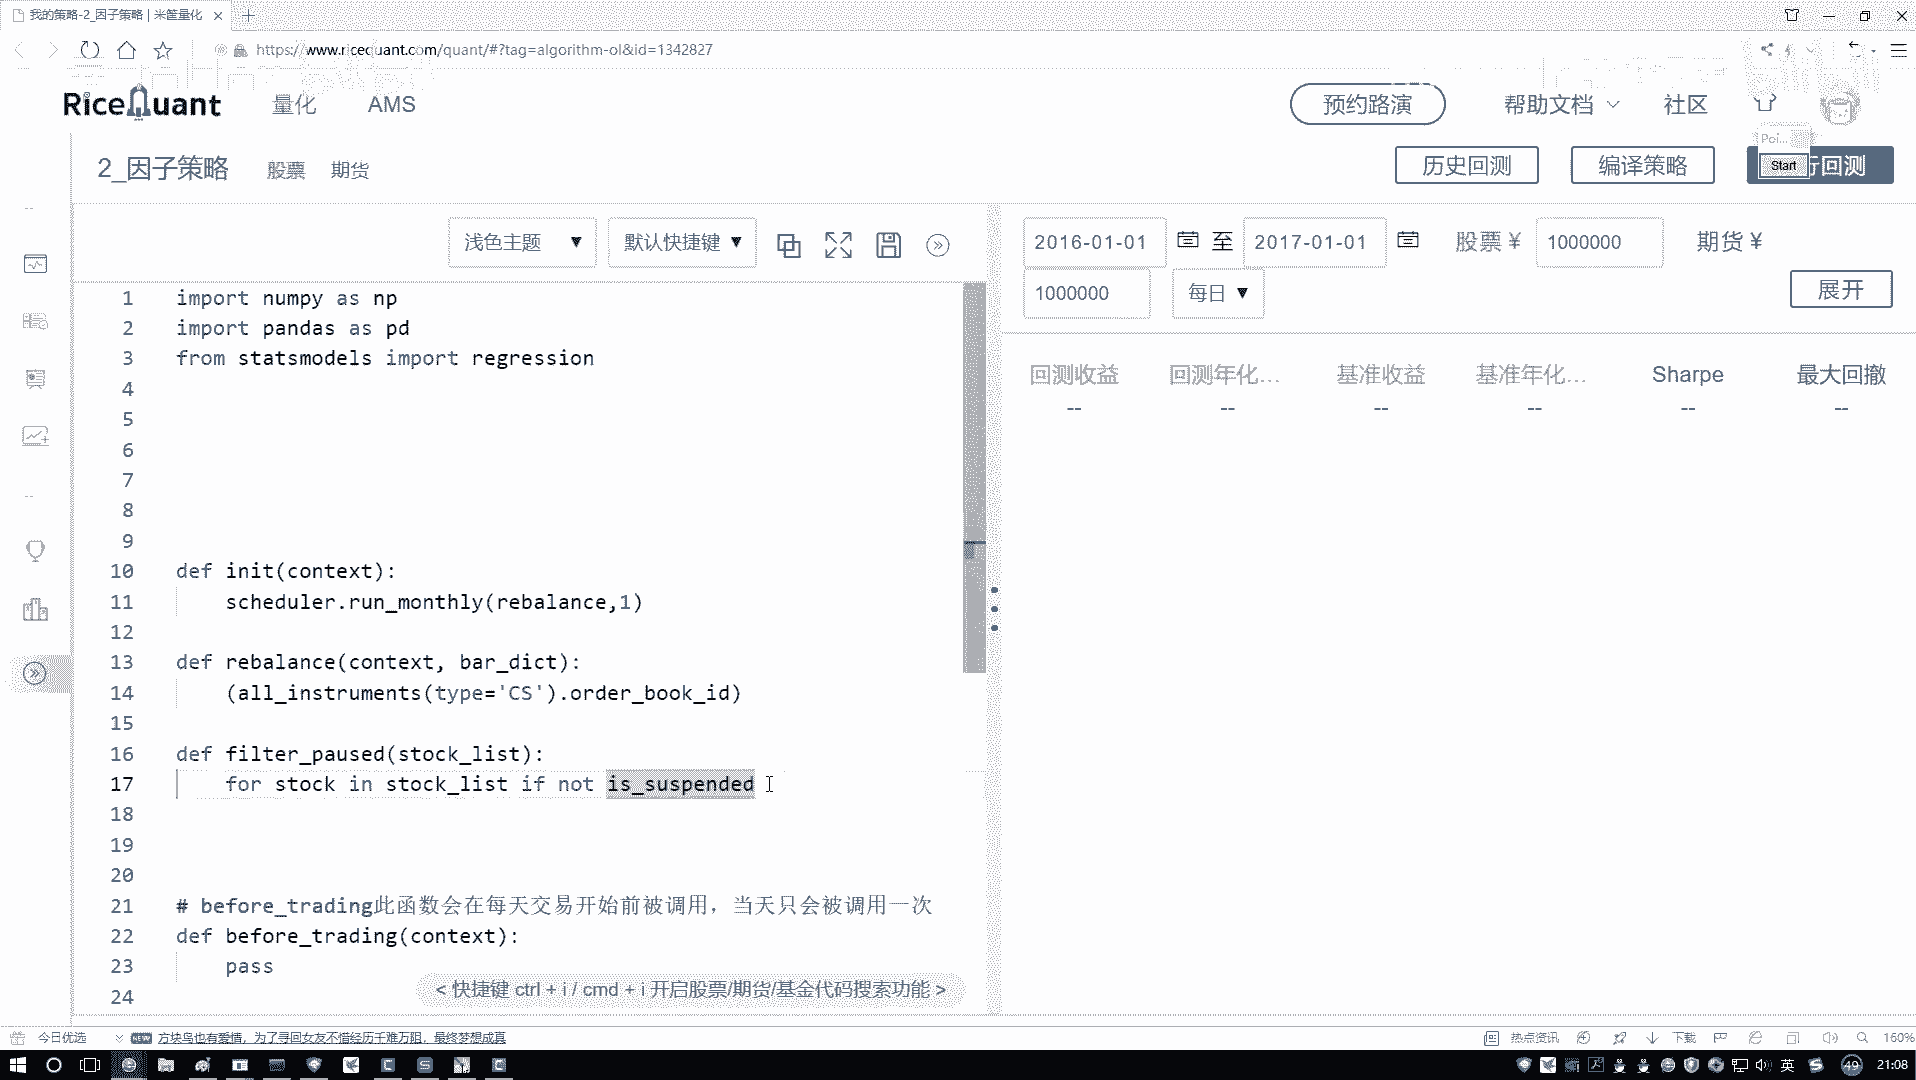 我的策略-2_因子策略 | 米筐量化
https://www.ricequant.com/quant/#?tag=algorithm-ol&id=1342827
RiceQuant 量化 AMS 预约路演 帮助文档 社区
Poi...
2_因子策略 股票 期货 历史回测 编译策略 Start 行回测
浅色主题 ▼ 默认快捷键 ▼
2016-01-01 至 2017-01-01 股票 ¥ 1000000 期货 ¥
1000000 每日 ▼ 展开
回测收益 回测年化... 基准收益 基准年化... Sharpe 最大回撤
-- -- -- -- -- --
1 import numpy as np
2 import pandas as pd
3 from statsmodels import regression
4
5
6
7
8
9
10 def init(context):
11 scheduler.run_monthly(rebalance,1)
12
13 def rebalance(context, bar_dict):
14 (all_instruments(type='CS').order_book_id)
15
16 def filter_paused(stock_list):
17 for stock in stock_list if not is_suspended
18
19
20
21 # before_trading此函数会在每天交易开始前被调用，当天只会被调用一次
22 def before_trading(context):
23 pass
24
< 快捷键 ctrl + i / cmd + i 开启股票/期货/基金代码搜索功能 >
今日优选 NEW 方块鸟也有爱情，为了寻回女友不惜经历千难万阻，最终梦想成真 热点资讯 下载 160%
英 49 21:08